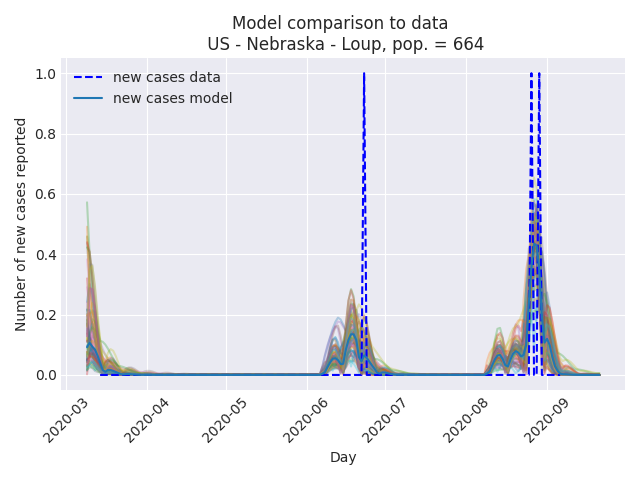 Model comparison to data
US - Nebraska - Loup, pop. = 664
new cases data
new cases model
Number of new cases reported
1.0
0.8
0.6
0.4
0.2
0.0
2020-03
2020-04
2020-05
2020-06
2020-07
2020-08
2020-09
Day